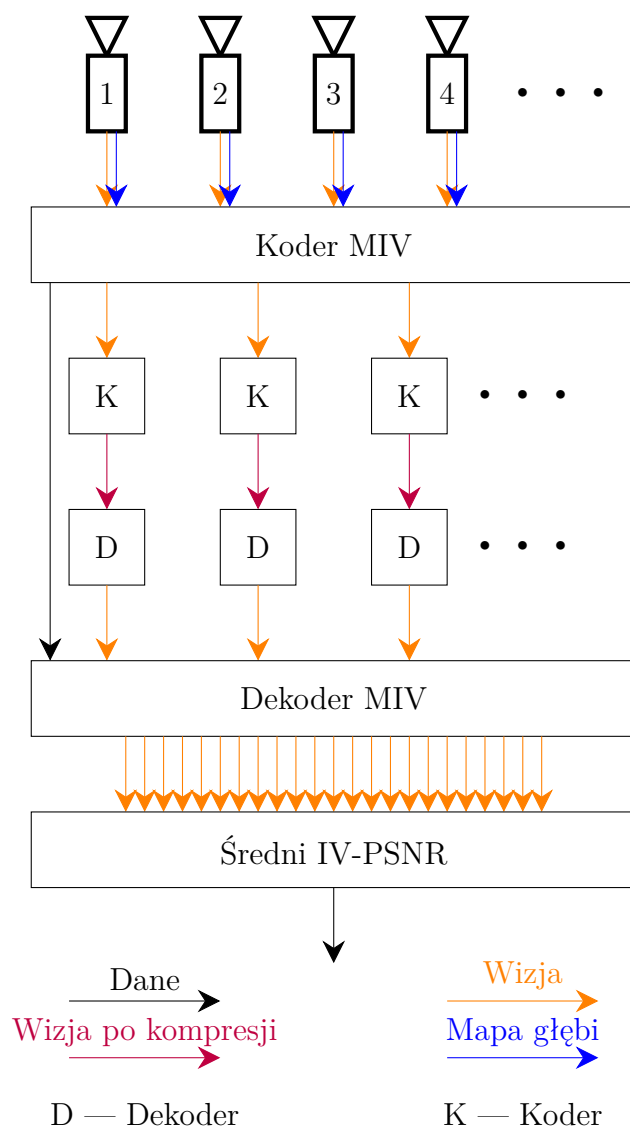 1 2 3 4
Koder MIV
K K K
D D D
Dekoder MIV
Średni IV-PSNR
Dane Wizja
Wizja po kompresji Mapa głębi
D — Dekoder K — Koder